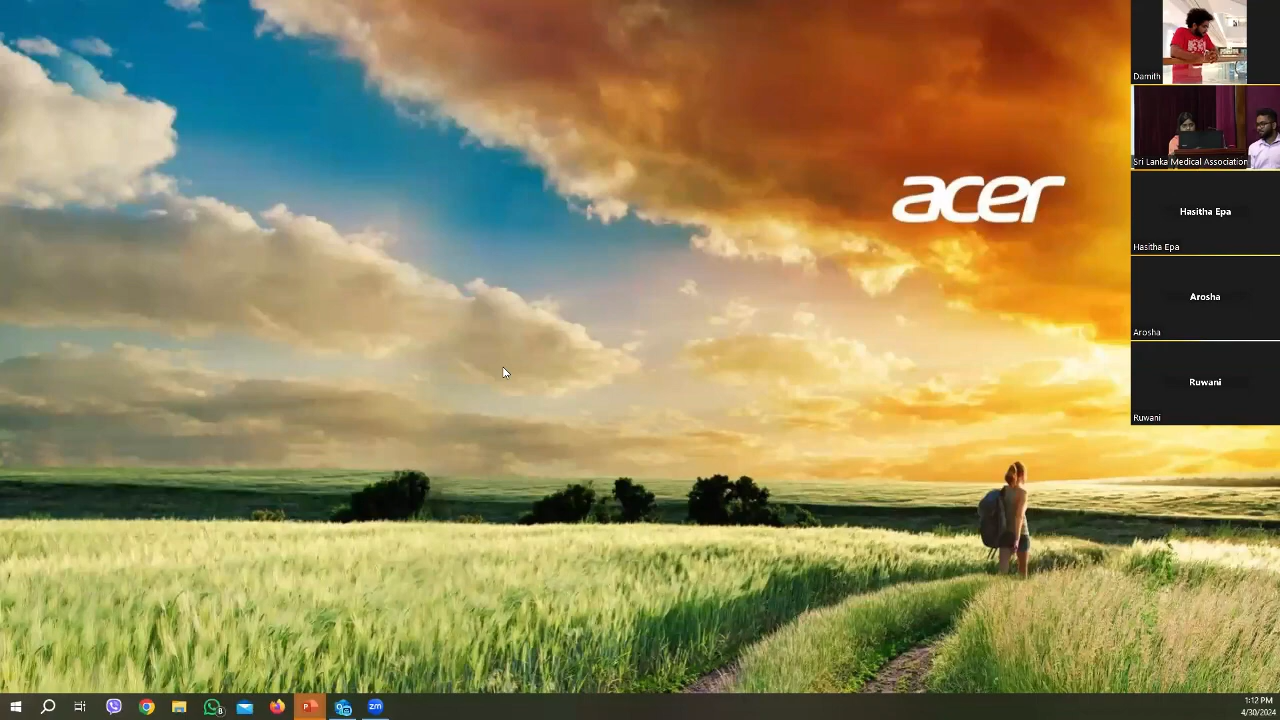 acer
Damith
Sri Lanka Medical Association
Hasitha Epa
Hasitha Epa
Arosha
Arosha
Ruwani
Ruwani
1:12 PM
4/30/2024